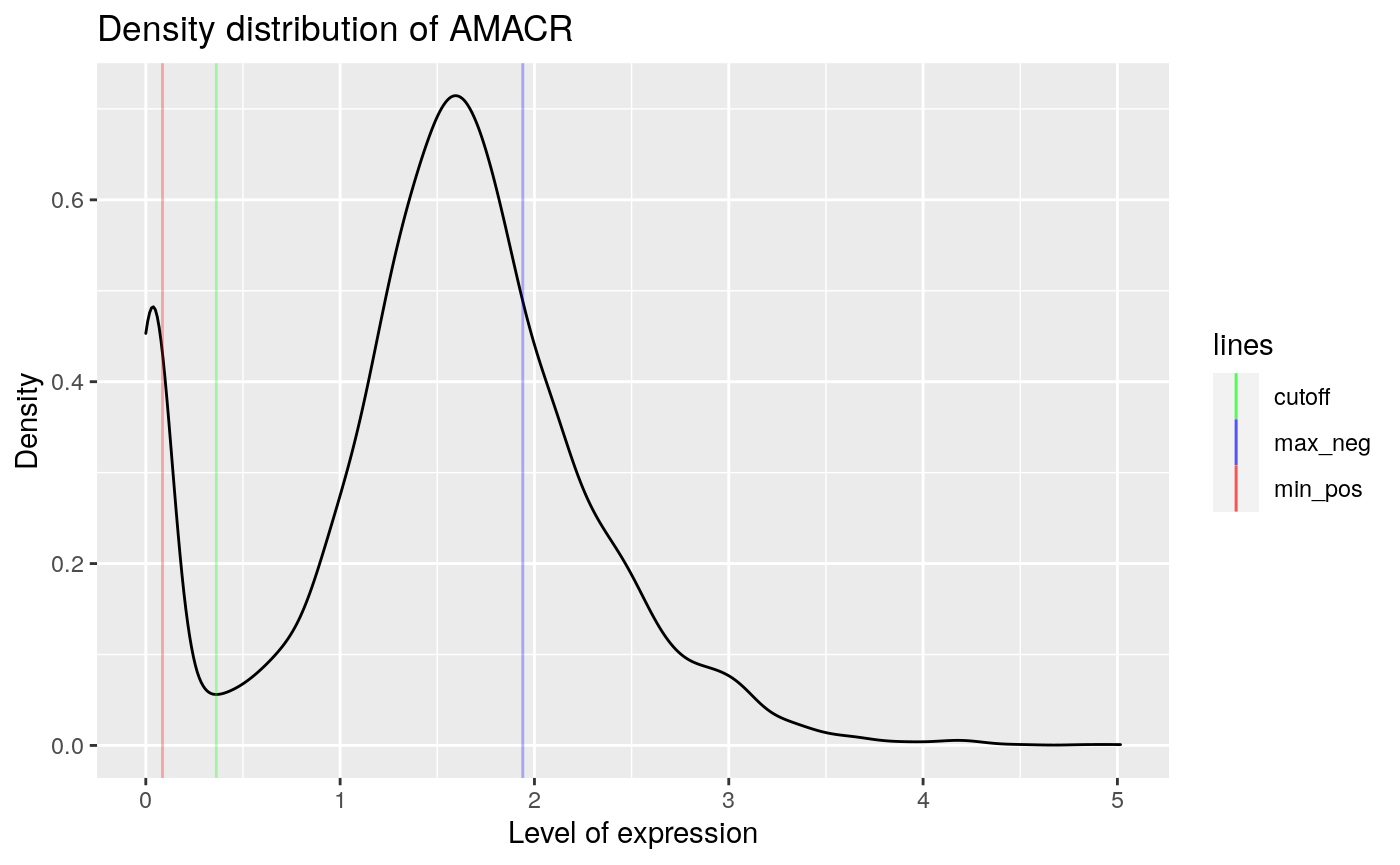 Density distribution of AMACR
Density
0.6
0.4
0.2
0.0
0 1 2 3 4 5
Level of expression
lines
cutoff
max_neg
min_pos